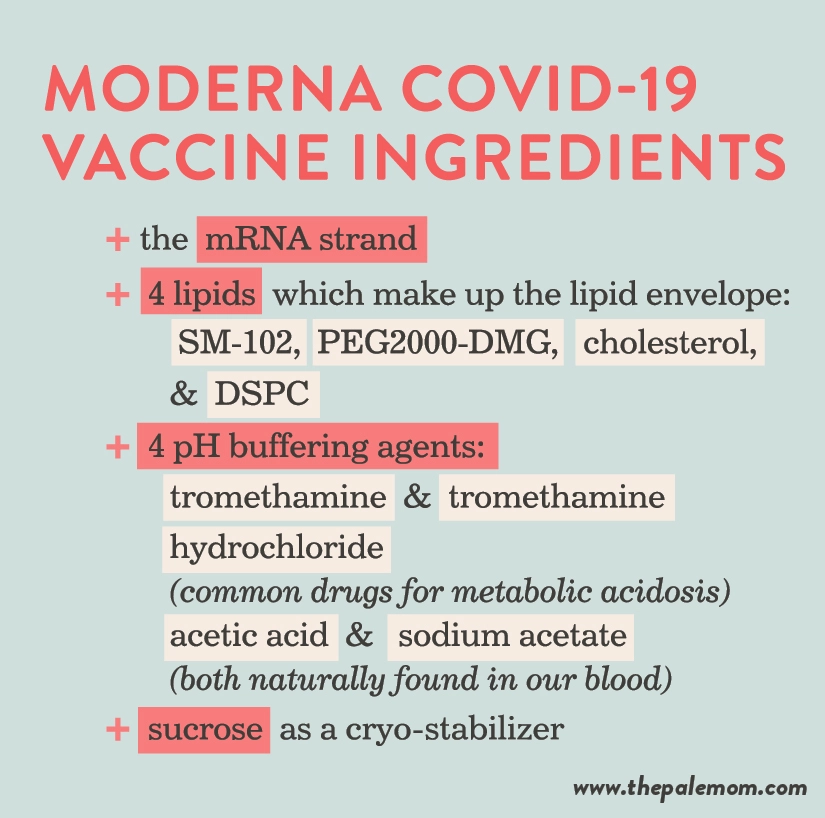 MODERNA COVID-19
VACCINE INGREDIENTS
+ the mRNA strand
+ 4 lipids which make up the lipid envelope:
SM-102, PEG2000-DMG, cholesterol,
& DSPC
+ 4 pH buffering agents:
tromethamine & tromethamine
hydrochloride
(common drugs for metabolic acidosis)
acetic acid & sodium acetate
(both naturally found in our blood)
+ sucrose as a cryo-stabilizer
www.thepalemom.com